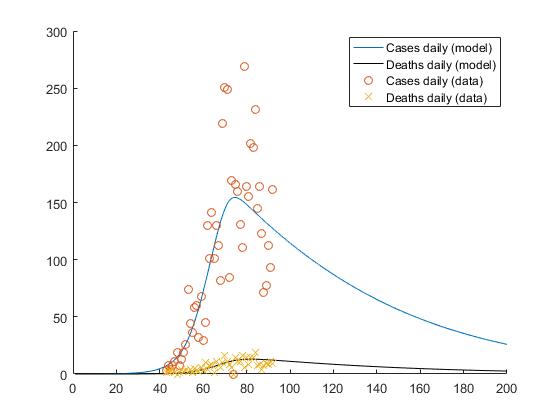 300
250
200
150
100
50
0
0 20 40 60 80 100 120 140 160 180 200
Cases daily (model)
Deaths daily (model)
Cases daily (data)
Deaths daily (data)